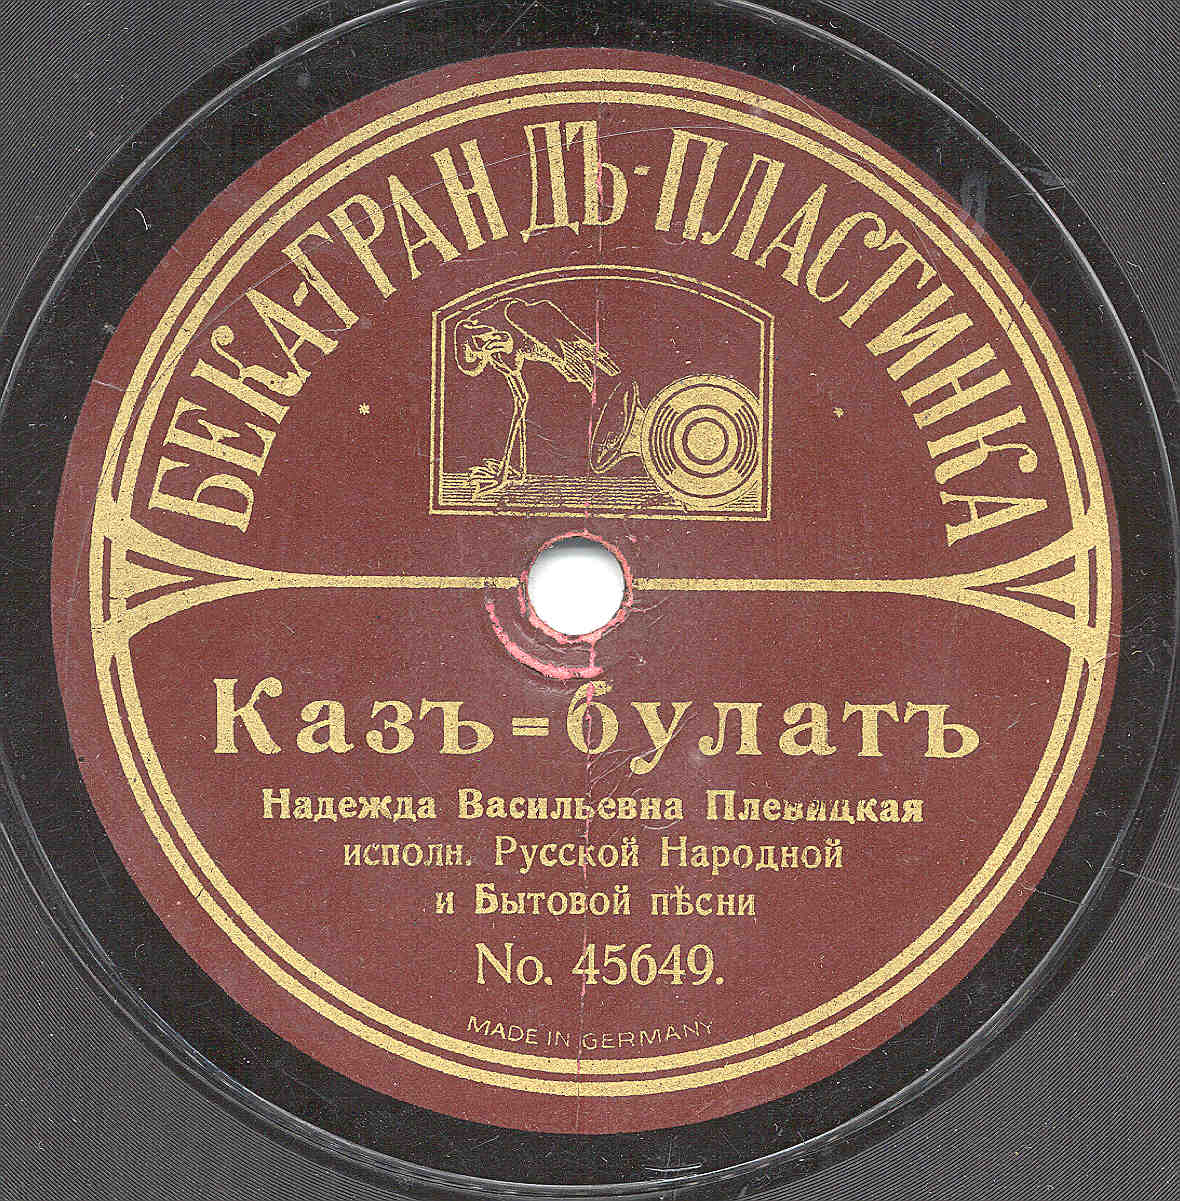 БЕКА-ГРАНДЪ-ПЛАСТИНКА
Казъ=булатъ
Надежда Васильевна Плевицкая
исполн. Русской Народной
и Бытовой пѣсни
No. 45649.
MADE IN GERMANY